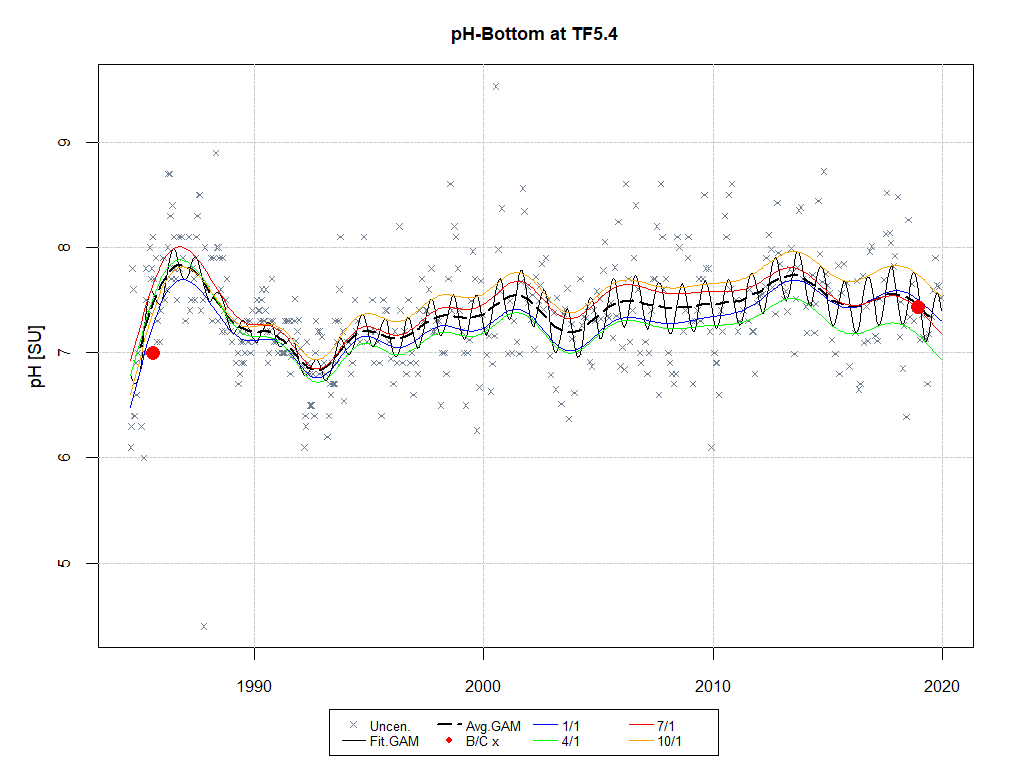 pH-Bottom at TF5.4
pH [SU]
9
8
7
6
5
1990 2000 2010 2020
Uncen. Avg.GAM 1/1 7/1
Fit.GAM B/C x 4/1 10/1